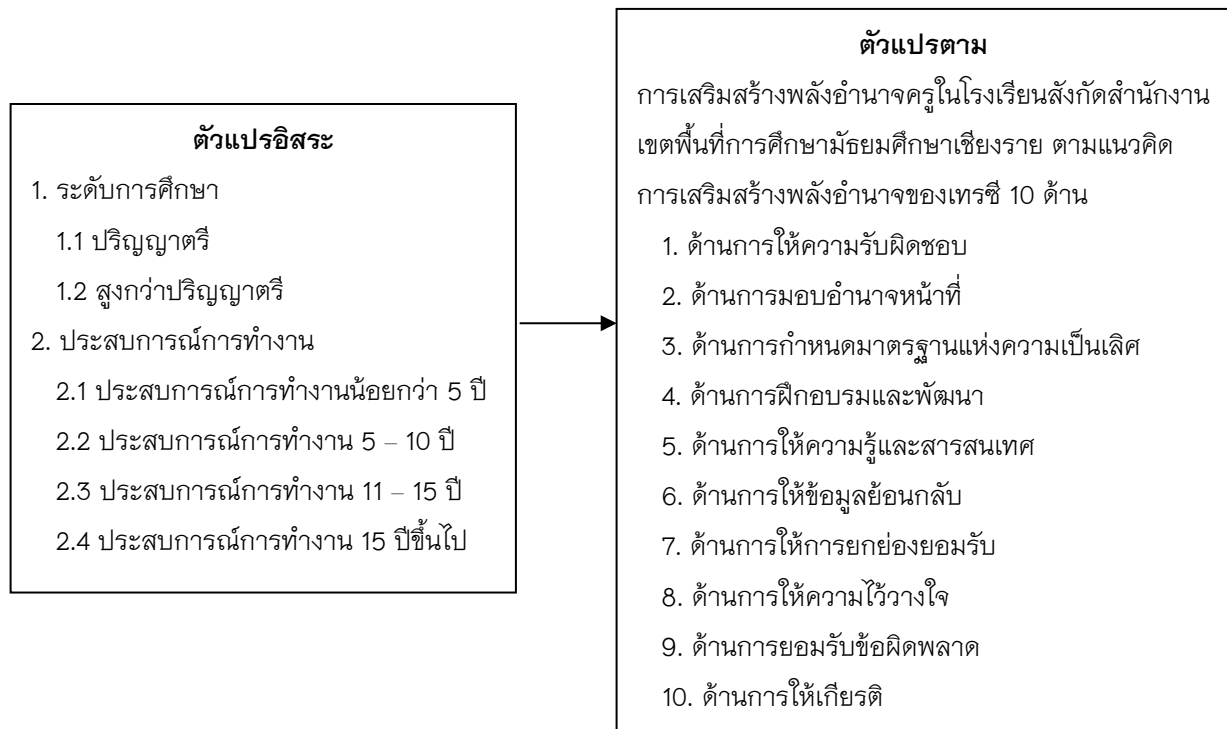 ตัวแปรอิสระ
1. ระดับการศึกษา
1.1 ปริญญาตรี
1.2 สูงกว่าปริญญาตรี
2. ประสบการณ์การทำงาน
2.1 ประสบการณ์การทำงานน้อยกว่า 5 ปี
2.2 ประสบการณ์การทำงาน 5 – 10 ปี
2.3 ประสบการณ์การทำงาน 11 – 15 ปี
2.4 ประสบการณ์การทำงาน 15 ปีขึ้นไป
ตัวแปรตาม
การเสริมสร้างพลังอำนาจครูในโรงเรียนสังกัดสำนักงาน
เขตพื้นที่การศึกษามัธยมศึกษาเชียงราย ตามแนวคิด
การเสริมสร้างพลังอำนาจของเทรซี 10 ด้าน
1. ด้านการให้ความรับผิดชอบ
2. ด้านการมอบอำนาจหน้าที่
3. ด้านการกำหนดมาตรฐานแห่งความเป็นเลิศ
4. ด้านการฝึกอบรมและพัฒนา
5. ด้านการให้ความรู้และสารสนเทศ
6. ด้านการให้ข้อมูลย้อนกลับ
7. ด้านการให้การยกย่องยอมรับ
8. ด้านการให้ความไว้วางใจ
9. ด้านการยอมรับข้อผิดพลาด
10. ด้านการให้เกียรติ